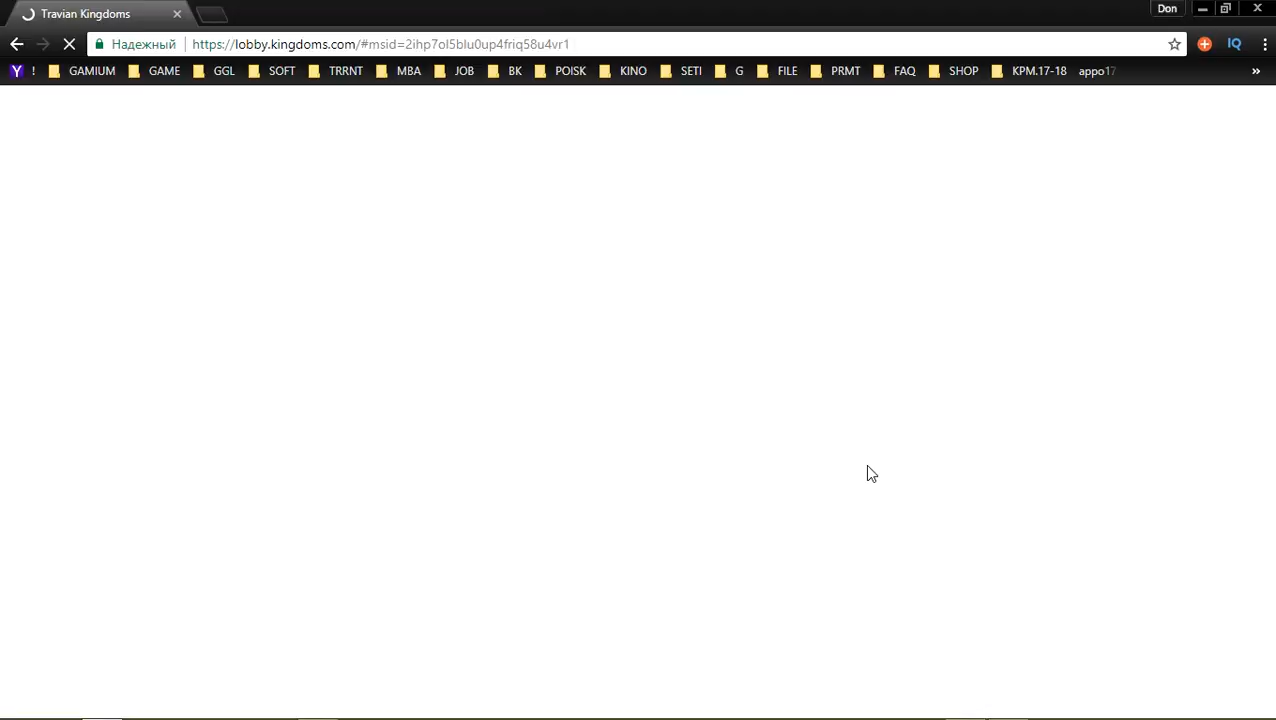 Travian Kingdoms
Don
Надежный https://lobby.kingdoms.com/#msid=2ihp7ol5blu0up4friq58u4vr1
IQ
Y ! GAMIUM GAME GGL SOFT TRRNT MBA JOB BK POISK KINO SETI G FILE PRMT FAQ SHOP KPM.17-18 appo17